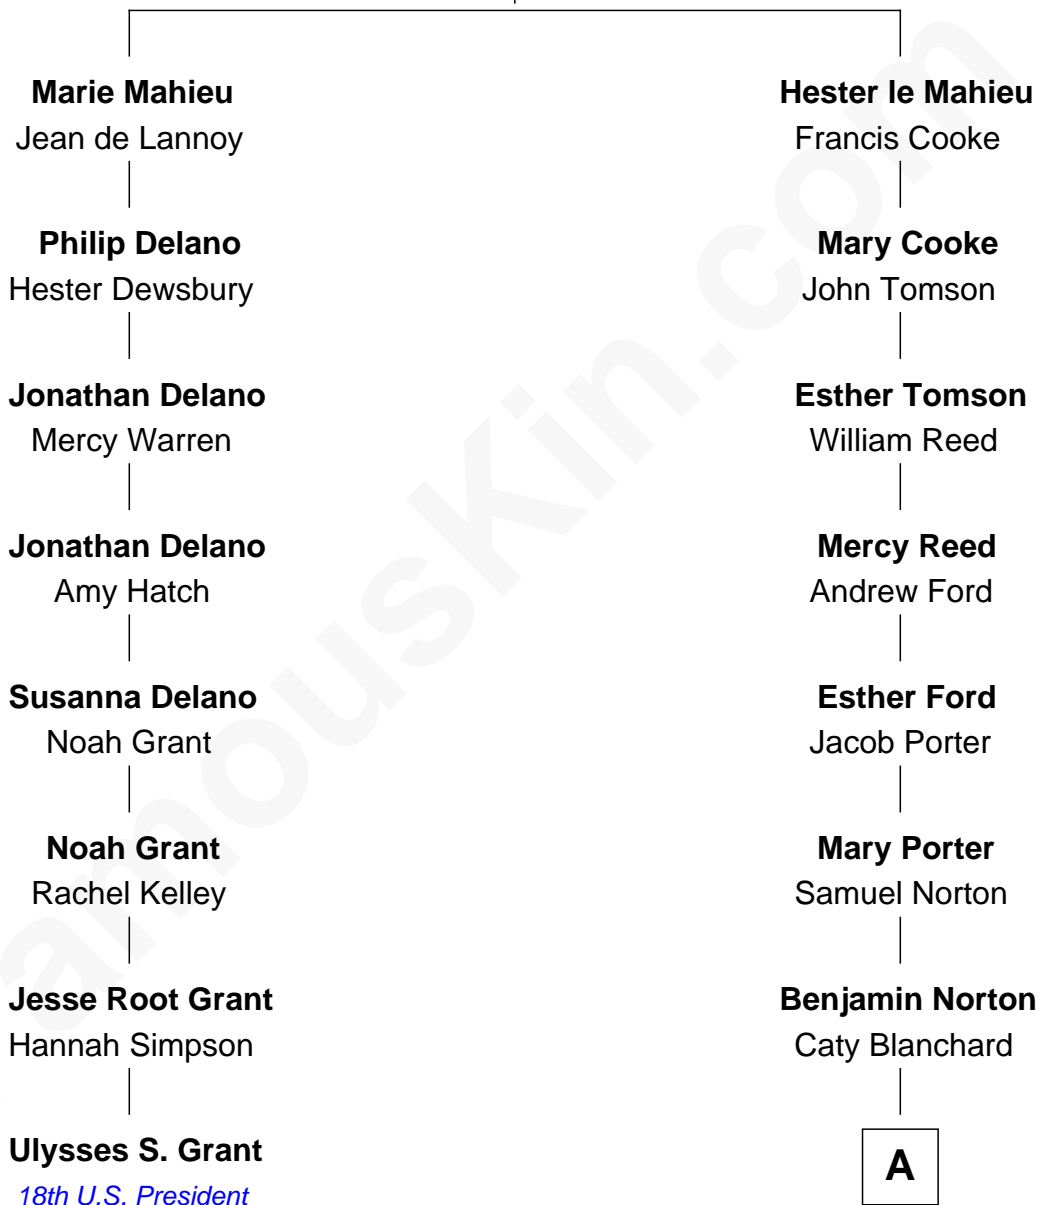 Marie Mahieu
Jean de Lannoy
Philip Delano
Hester Dewsbury
Jonathan Delano
Mercy Warren
Jonathan Delano
Amy Hatch
Susanna Delano
Noah Grant
Noah Grant
Rachel Kelley
Jesse Root Grant
Hannah Simpson
Ulysses S. Grant
18th U.S. President
Hester le Mahieu
Francis Cooke
Mary Cooke
John Tomson
Esther Tomson
William Reed
Mercy Reed
Andrew Ford
Esther Ford
Jacob Porter
Mary Porter
Samuel Norton
Benjamin Norton
Caty Blanchard
A
amouskin.com